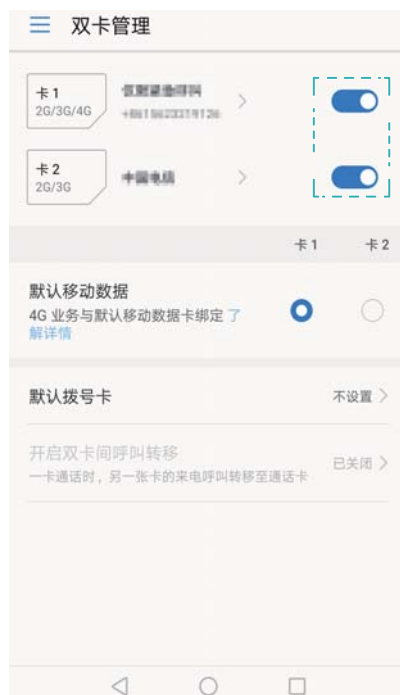 双卡管理
卡 1
2G/3G/4G
卡 2
2G/3G
卡 1 卡 2
默认移动数据
4G 业务与默认移动数据卡绑定 了
解详情
默认拨号卡 不设置
开启双卡间呼叫转移
一卡通话时，另一张卡的来电呼叫转移至通话卡
已关闭